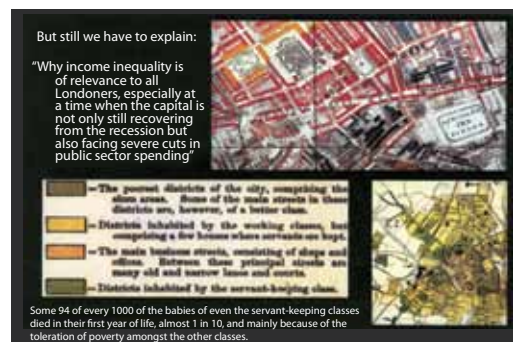 But still we have to explain:
“Why income inequality is
of relevance to all
Londoners, especially at
a time when the capital is
not only still recovering
from the recession but
also facing severe cuts in
public sector spending”
=The poorest districts of the city, comprising the
slum areas. Some of the main streets in these
districts are, however, of a better class.
=Districts inhabited by the working classes, but
comprising a few houses where servants are kept.
=The main business streets, consisting of shops and
offices. Between these principal streets are
many old and narrow lanes and courts.
=Districts inhabited by the servant-keeping class.
Some 94 of every 1000 of the babies of even the servant-keeping classes
died in their first year of life, almost 1 in 10, and mainly because of the
toleration of poverty amongst the other classes.